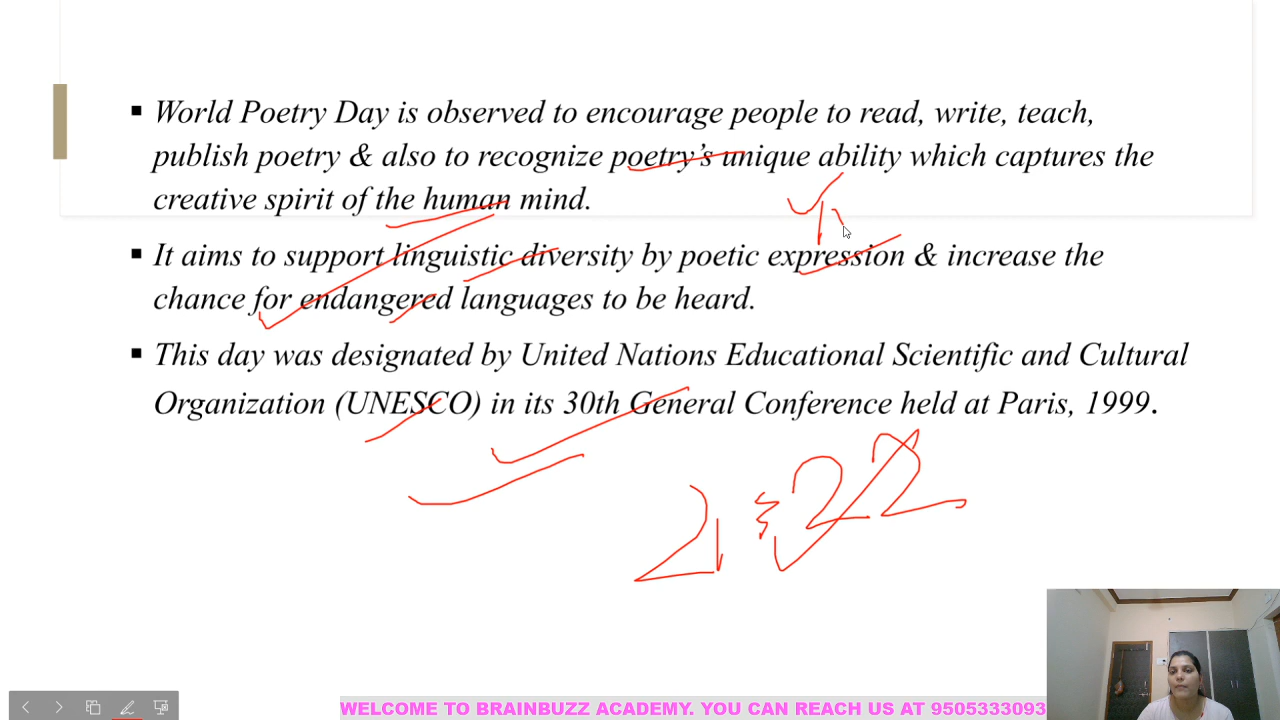 ▪ World Poetry Day is observed to encourage people to read, write, teach,
publish poetry & also to recognize poetry's unique ability which captures the
creative spirit of the human mind.
▪ It aims to support linguistic diversity by poetic expression & increase the
chance for endangered languages to be heard.
▪ This day was designated by United Nations Educational Scientific and Cultural
Organization (UNESCO) in its 30th General Conference held at Paris, 1999.
21 3 22
WELCOME TO BRAINBUZZ ACADEMY. YOU CAN REACH US AT 9505333093